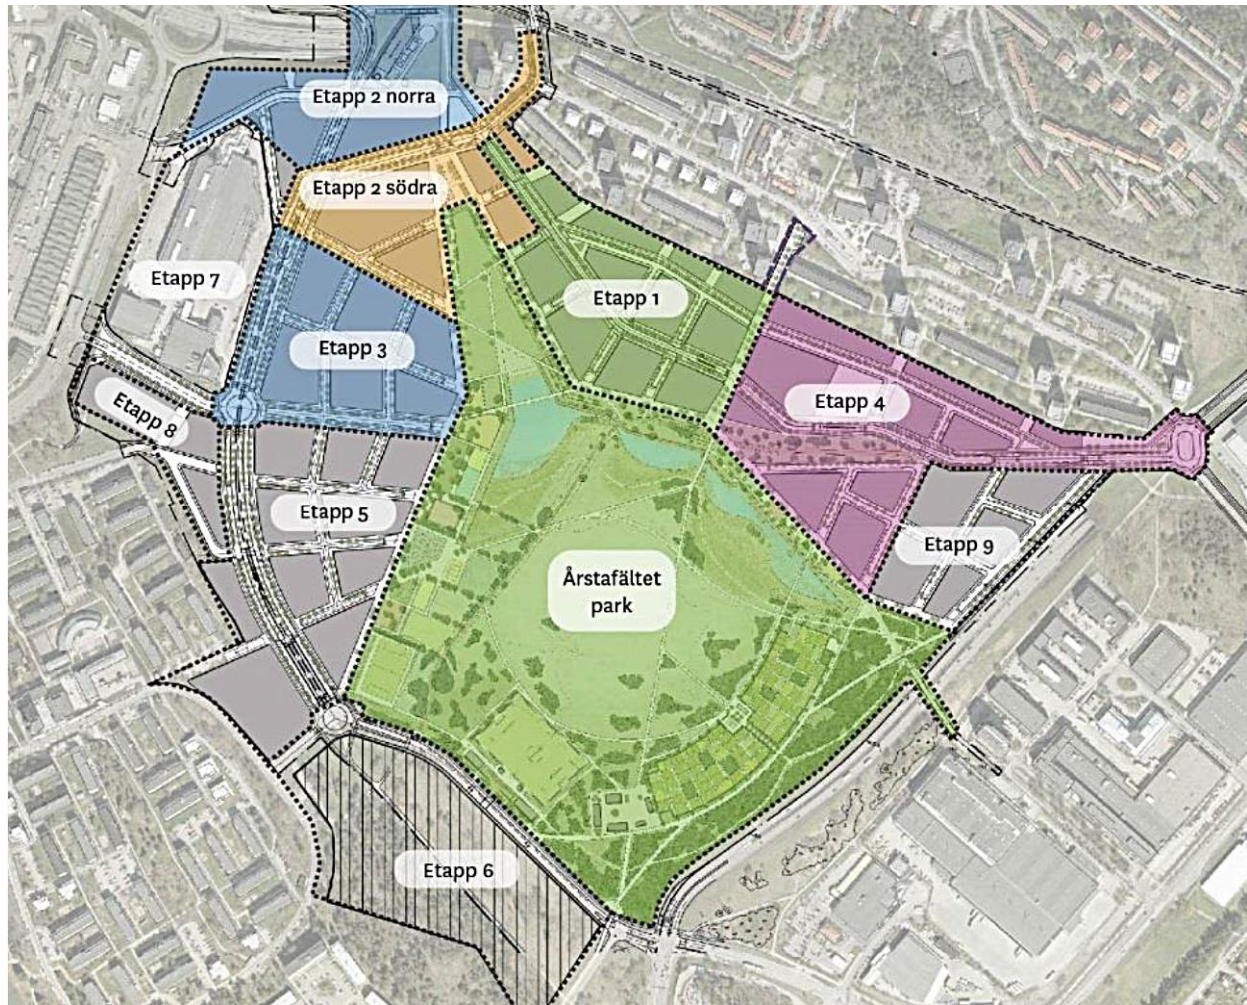 Etapp 2 norra
Etapp 2 södra
Etapp 7
Etapp 1
Etapp 3
Etapp 4
Etapp 8
Etapp 5
Etapp 9
Årstafältet
park
Etapp 6